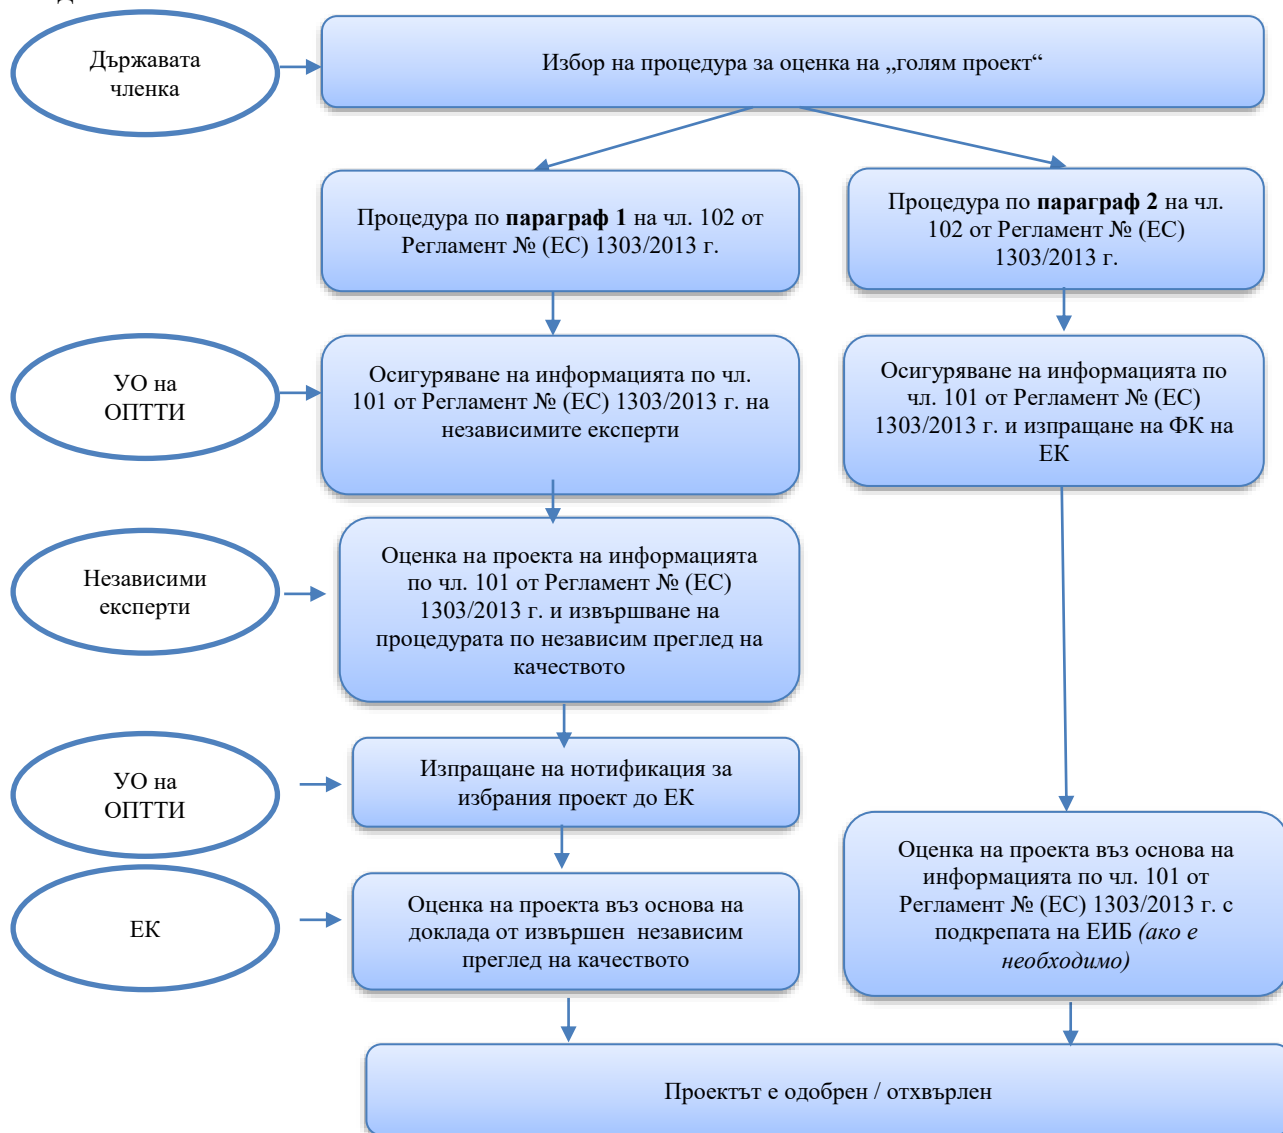 Държавата
членка
Избор на процедура за оценка на „голям проект“
Процедура по параграф 1 на чл. 102 от
Регламент № (ЕС) 1303/2013 г.
Процедура по параграф 2 на чл.
102 от Регламент № (ЕС)
1303/2013 г.
УО на
ОПТТИ
Осигуряване на информацията по чл.
101 от Регламент № (ЕС) 1303/2013 г. на
независимите експерти
Осигуряване на информацията по
чл. 101 от Регламент № (ЕС)
1303/2013 г. и изпращане на ФК на
ЕК
Независими
експерти
Оценка на проекта на информацията
по чл. 101 от Регламент № (ЕС)
1303/2013 г. и извършване на
процедурата по независим преглед на
качеството
УО на
ОПТТИ
Изпращане на нотификация за
избрания проект до ЕК
ЕК
Оценка на проекта въз основа на
доклада от извършен независим
преглед на качеството
Оценка на проекта въз основа на
информацията по чл. 101 от
Регламент № (ЕС) 1303/2013 г. с
подкрепата на ЕИБ (ако е
необходимо)
Проектът е одобрен / отхвърлен